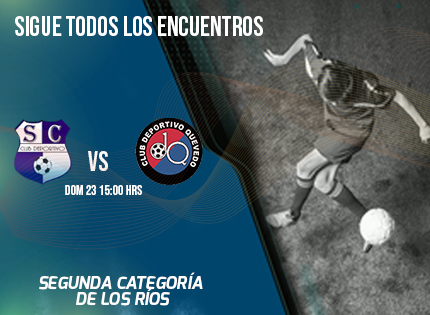 SIGUE TODOS LOS ENCUENTROS
SC
CLUB DEPORTIVO
VS
CLUB DEPORTIVO QUEVEDO
DOM 23 15:00 HRS
SEGUNDA CATEGORÍA
DE LOS RÍOS